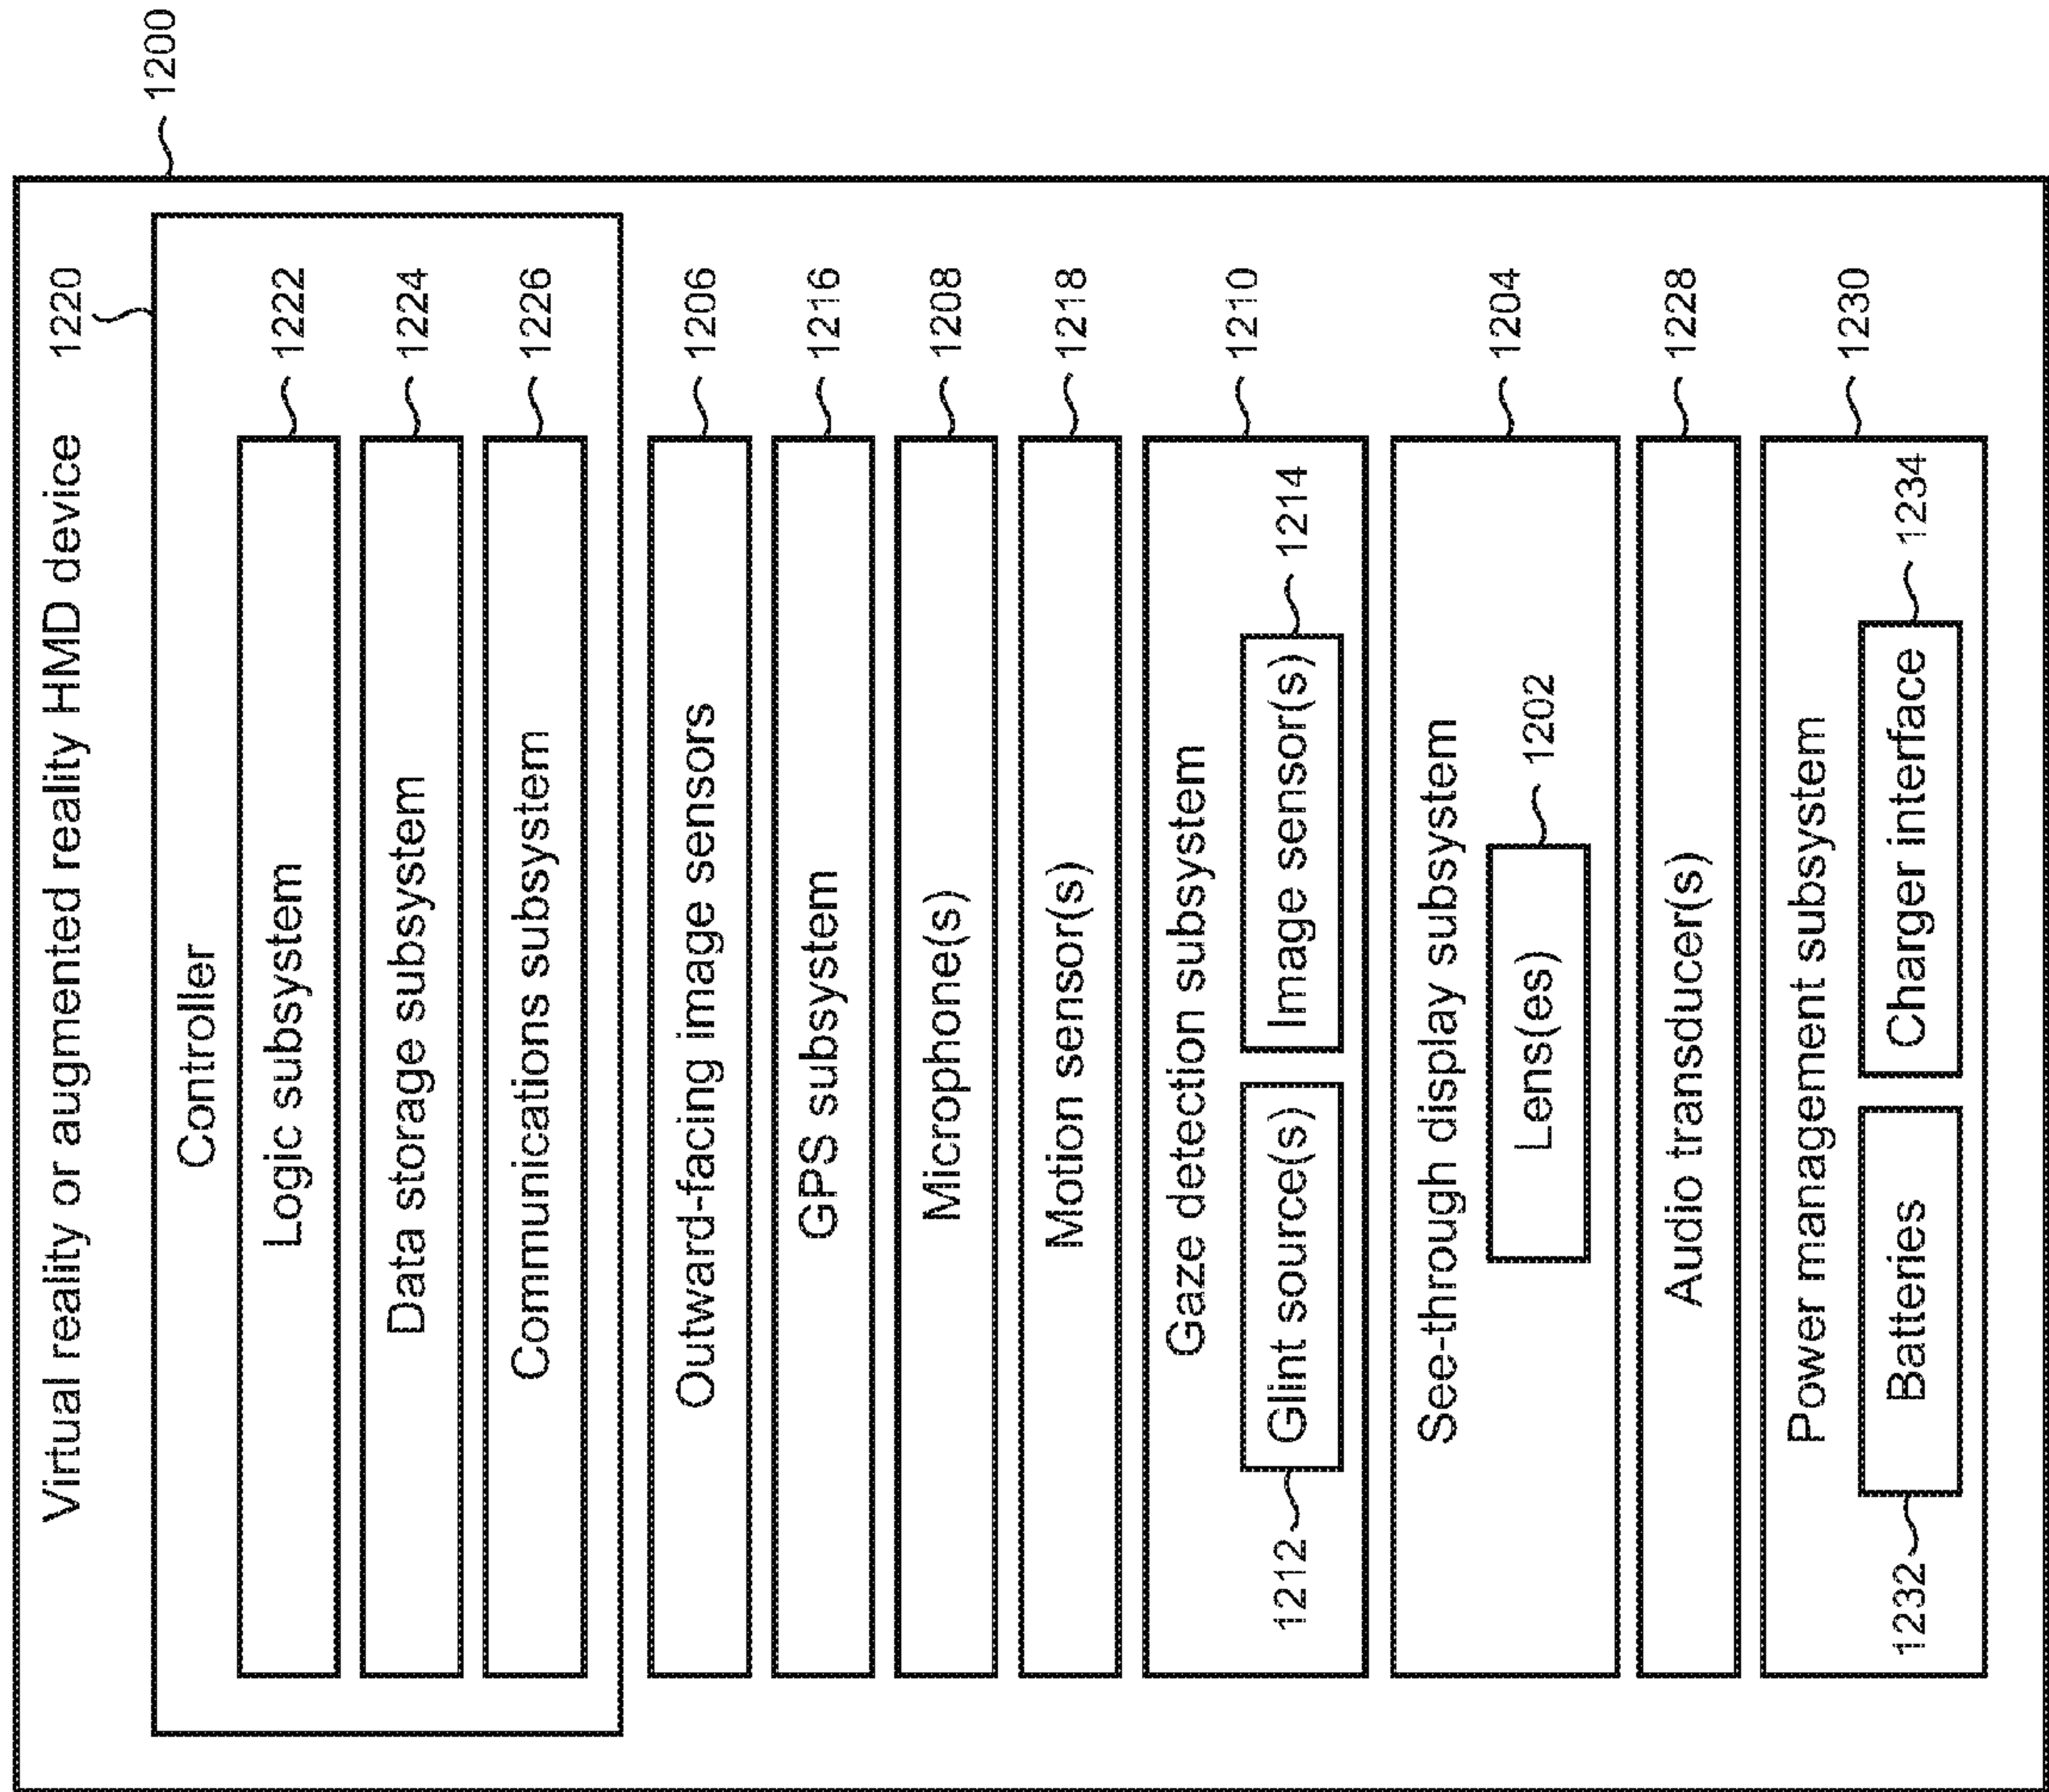 1200
Virtual reality or augmented reality HMD device 1220
Controller
Logic subsystem 1222
Data storage subsystem 1224
Communications subsystem 1226
Outward-facing image sensors 1206
GPS subsystem 1216
Microphone(s) 1208
Motion sensor(s) 1218
Gaze detection subsystem 1210
1212 Glint source(s) Image sensor(s) 1214
See-through display subsystem 1204
Lens(es) 1202
Audio transducer(s) 1228
Power management subsystem 1230
1232 Batteries Charger interface 1234